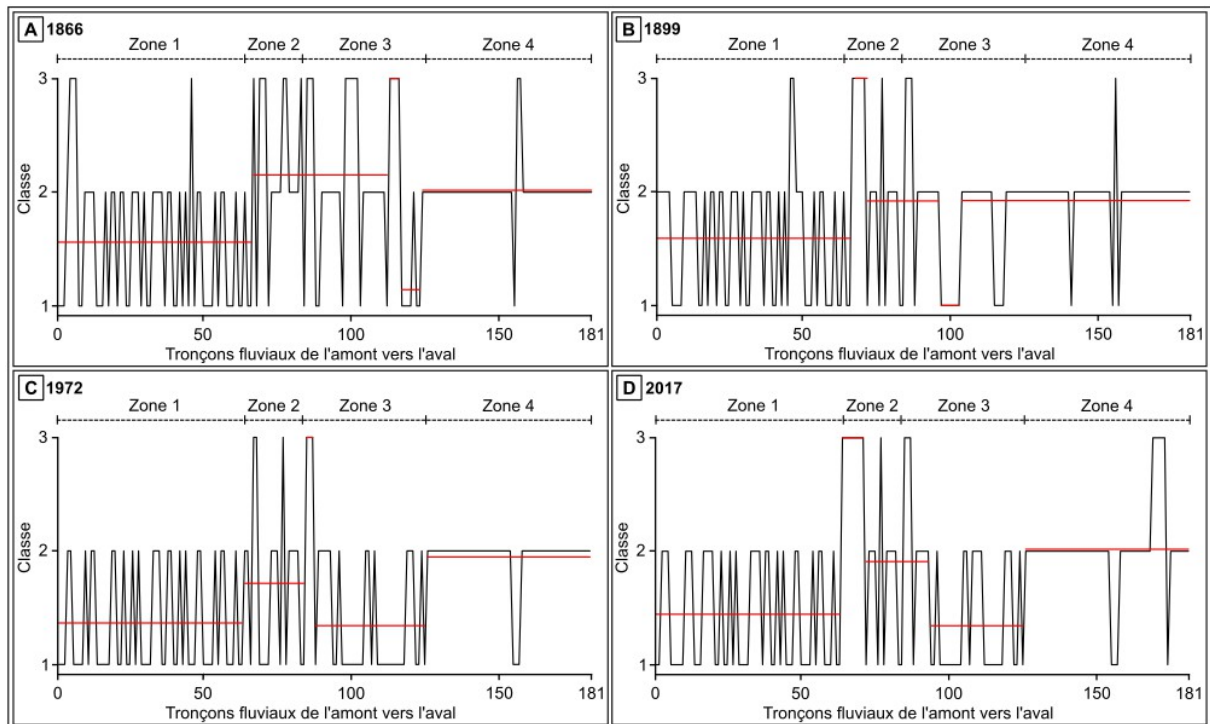 A 1866
Zone 1 Zone 2 Zone 3 Zone 4
3
2
1
Classe
0 50 100 150 181
Tronçons fluviaux de l'amont vers l'aval
B 1899
Zone 1 Zone 2 Zone 3 Zone 4
3
2
1
Classe
0 50 100 150 181
Tronçons fluviaux de l'amont vers l'aval
C 1972
Zone 1 Zone 2 Zone 3 Zone 4
3
2
1
Classe
0 50 100 150 181
Tronçons fluviaux de l'amont vers l'aval
D 2017
Zone 1 Zone 2 Zone 3 Zone 4
3
2
1
Classe
0 50 100 150 181
Tronçons fluviaux de l'amont vers l'aval